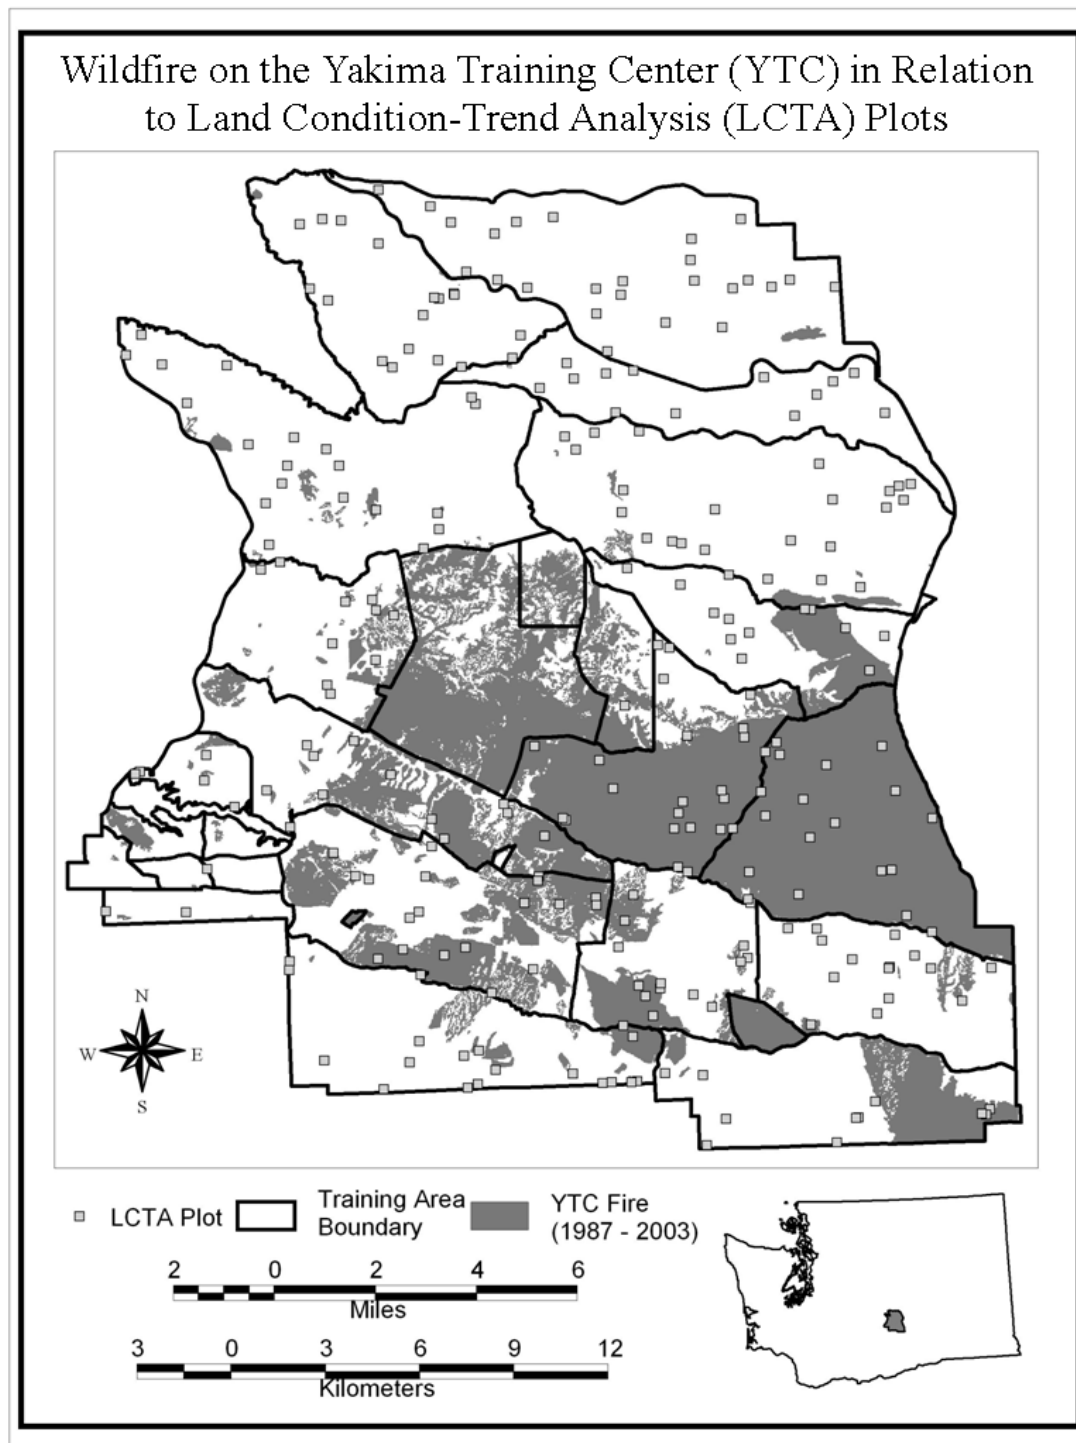 Wildfire on the Yakima Training Center (YTC) in Relation
to Land Condition-Trend Analysis (LCTA) Plots
N
W
E
S
LCTA Plot
Training Area
Boundary
YTC Fire
(1987 - 2003)
2 0 2 4 6
Miles
3 0 3 6 9 12
Kilometers